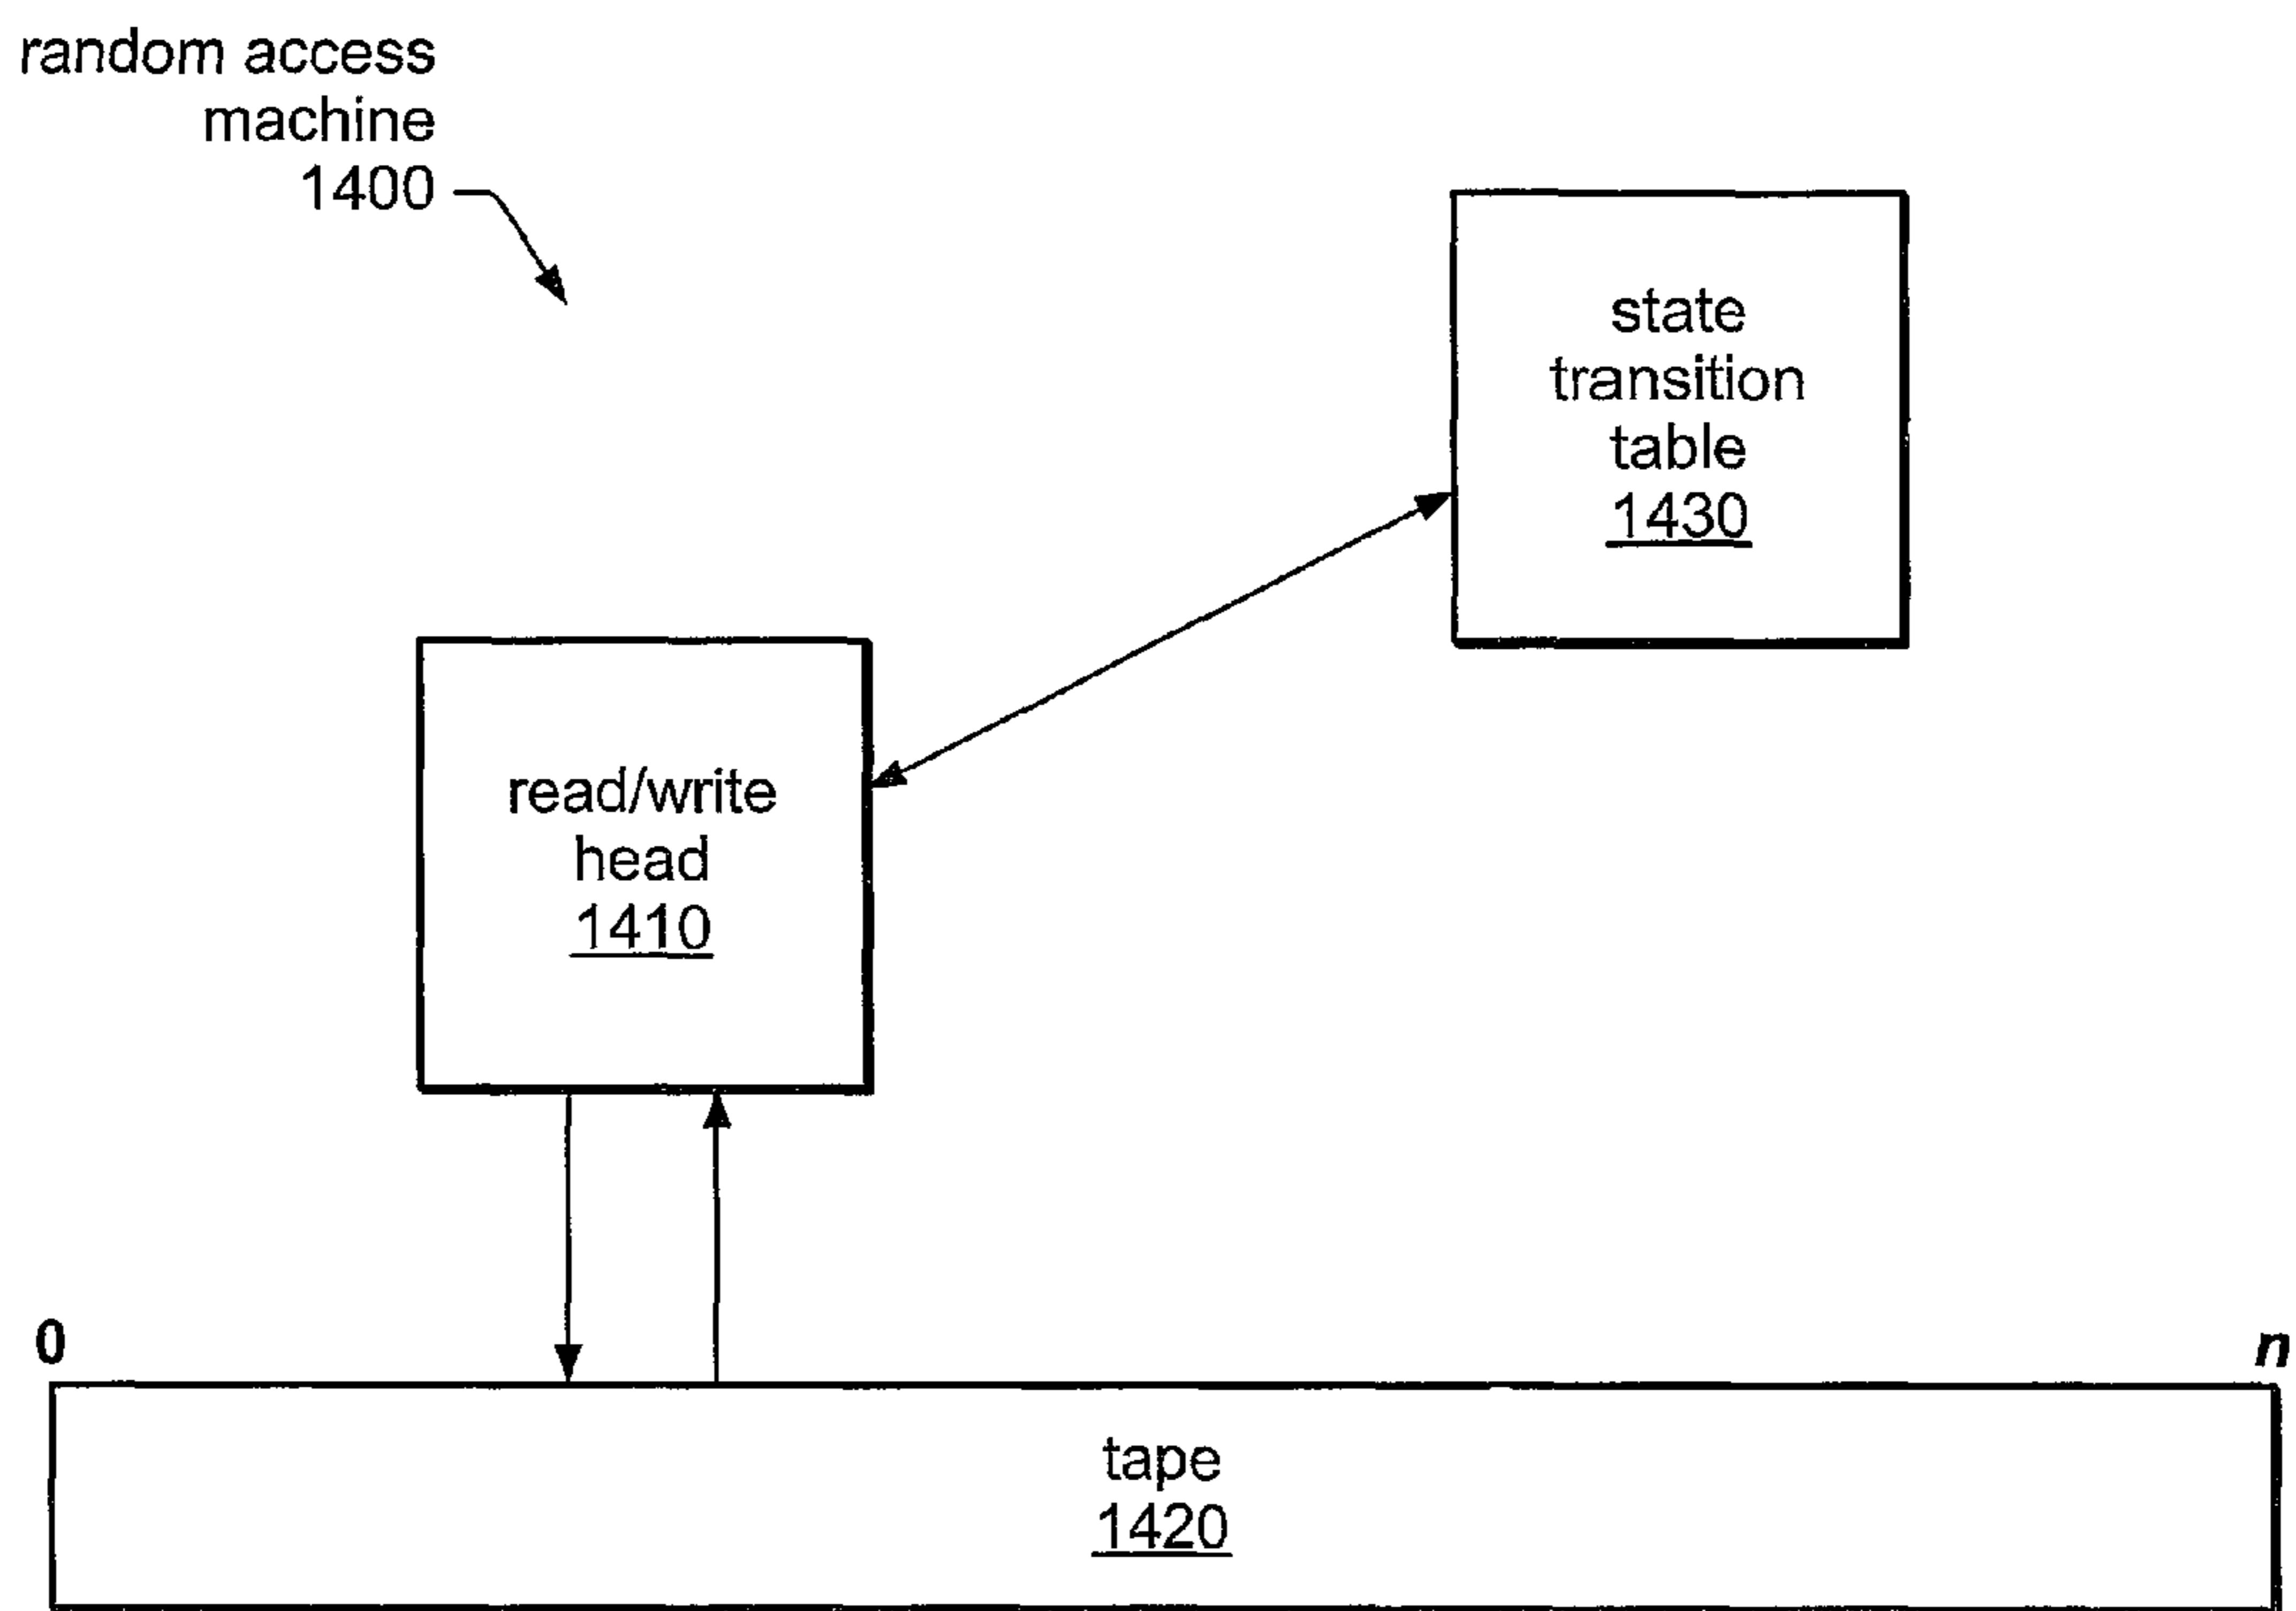 random access
machine
1400
state
transition
table
1430
read/write
head
1410
0
n
tape
1420